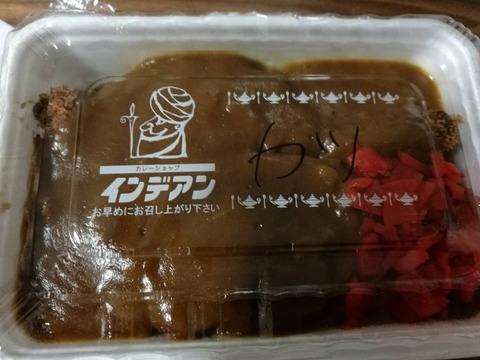 カレーショップ
インデアン
お早めにお召し上がり下さい
カツ